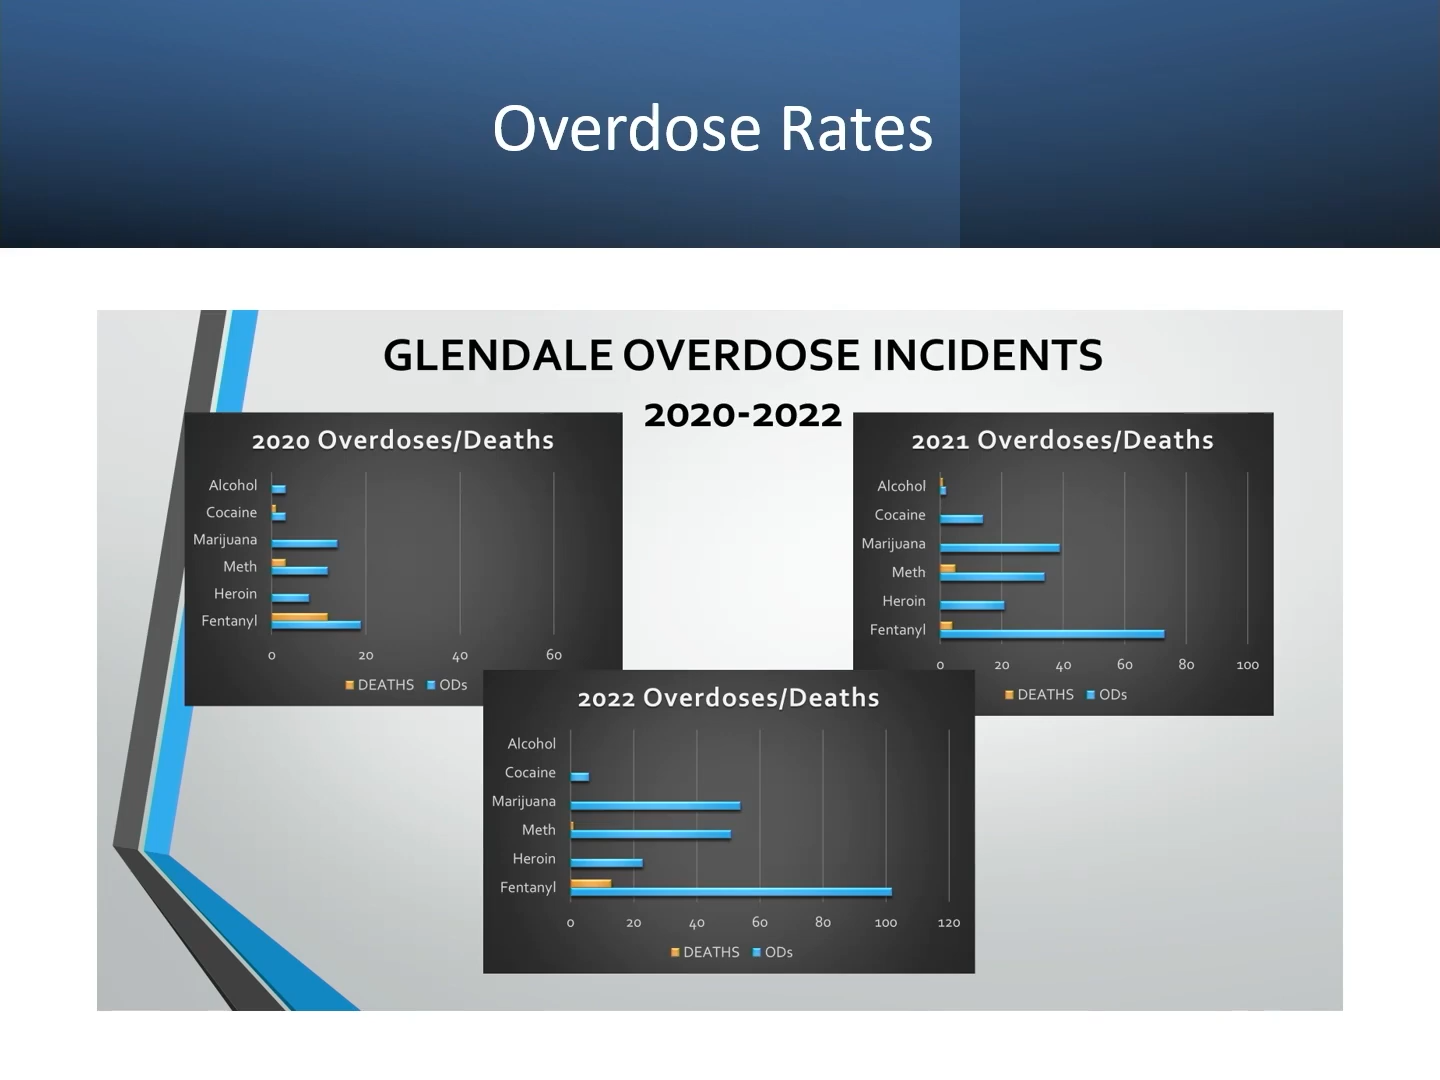 Overdose Rates
GLENDALE OVERDOSE INCIDENTS
2020-2022
2020 Overdoses/Deaths
Alcohol
Cocaine
Marijuana
Meth
Heroin
Fentanyl
0 20 40 60
DEATHS ODs
2021 Overdoses/Deaths
Alcohol
Cocaine
Marijuana
Meth
Heroin
Fentanyl
0 20 40 60 80 100
DEATHS ODs
2022 Overdoses/Deaths
Alcohol
Cocaine
Marijuana
Meth
Heroin
Fentanyl
0 20 40 60 80 100 120
DEATHS ODs